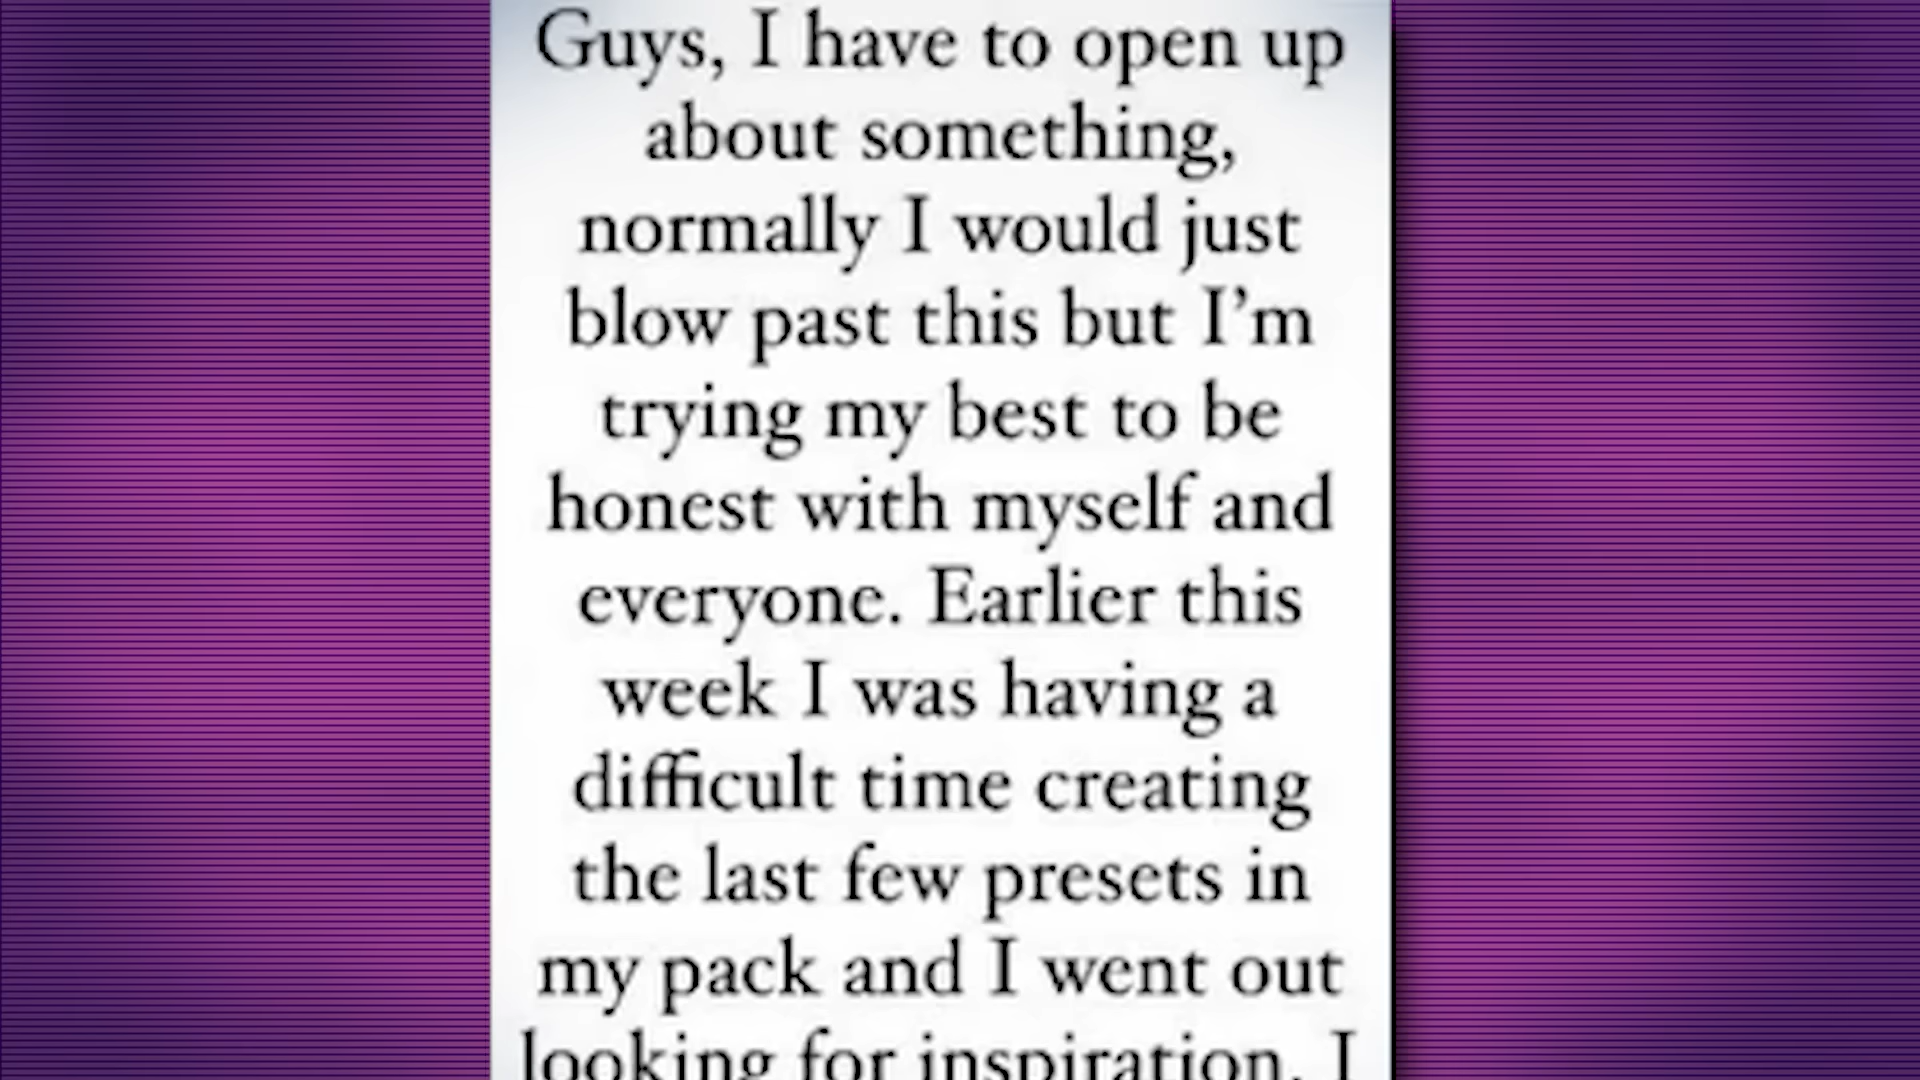 Guys, I have to open up
about something,
normally I would just
blow past this but I’m
trying my best to be
honest with myself and
everyone. Earlier this
week I was having a
difficult time creating
the last few presets in
my pack and I went out
looking for inspiration. I